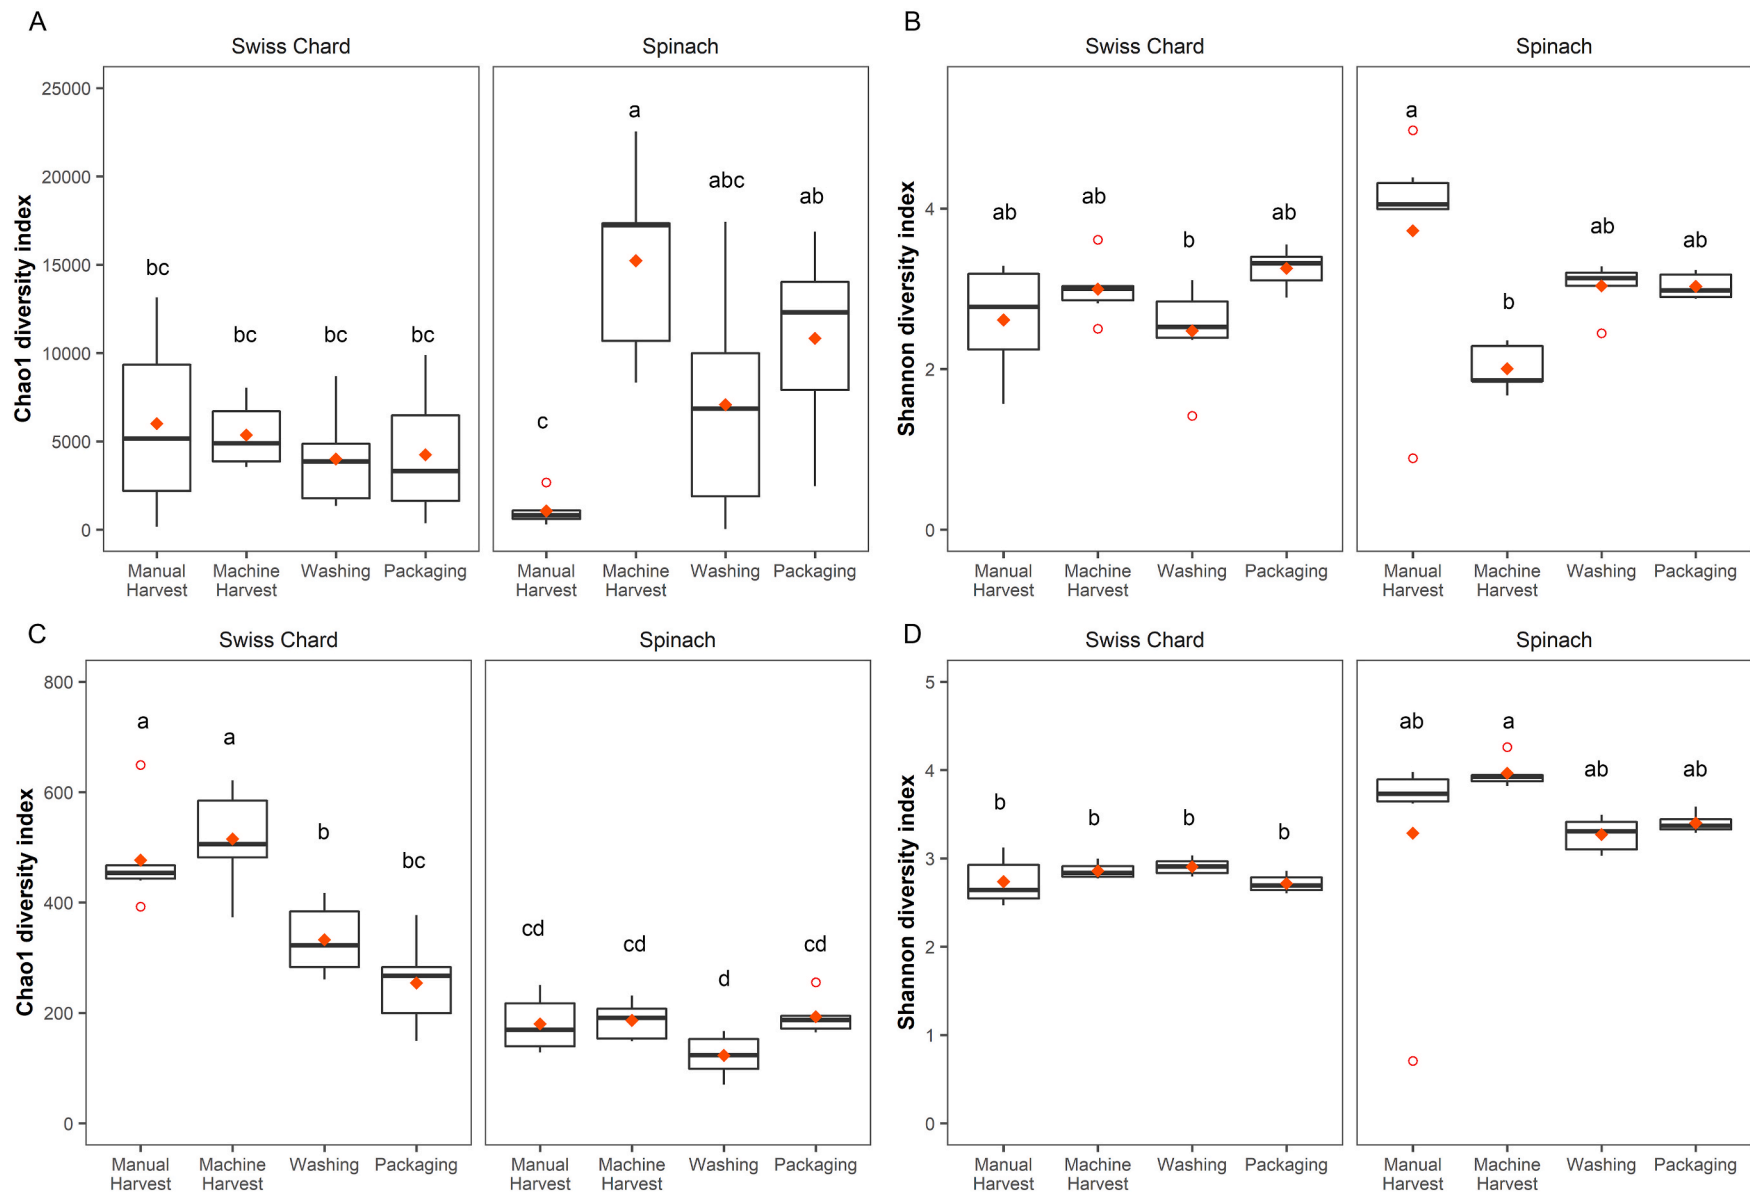 A
Swiss Chard
Spinach
Chao1 diversity index
25000
20000
15000
10000
5000
0
bc
bc
bc
bc
c
a
abc
ab
Manual
Harvest
Machine
Harvest
Washing
Packaging
Manual
Harvest
Machine
Harvest
Washing
Packaging
B
Swiss Chard
Spinach
Shannon diversity index
4
2
0
ab
ab
b
ab
a
b
ab
ab
Manual
Harvest
Machine
Harvest
Washing
Packaging
Manual
Harvest
Machine
Harvest
Washing
Packaging
C
Swiss Chard
Spinach
Chao1 diversity index
800
600
400
200
0
a
a
b
bc
cd
cd
d
cd
Manual
Harvest
Machine
Harvest
Washing
Packaging
Manual
Harvest
Machine
Harvest
Washing
Packaging
D
Swiss Chard
Spinach
Shannon diversity index
5
4
3
2
1
0
b
b
b
b
ab
a
ab
ab
Manual
Harvest
Machine
Harvest
Washing
Packaging
Manual
Harvest
Machine
Harvest
Washing
Packaging